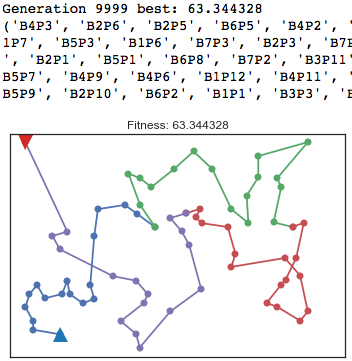 Generation 9999 best: 63.344328
('B4P3', 'B2P6', 'B2P5', 'B6P5', 'B4P2', '
1P7', 'B5P3', 'B1P6', 'B7P3', 'B2P3', 'B7P
', 'B2P1', 'B5P1', 'B6P8', 'B7P2', 'B3P11'
B5P7', 'B4P9', 'B4P6', 'B1P12', 'B4P11', '
B5P9', 'B2P10', 'B6P2', 'B1P1', 'B3P3', 'B
Fitness: 63.344328